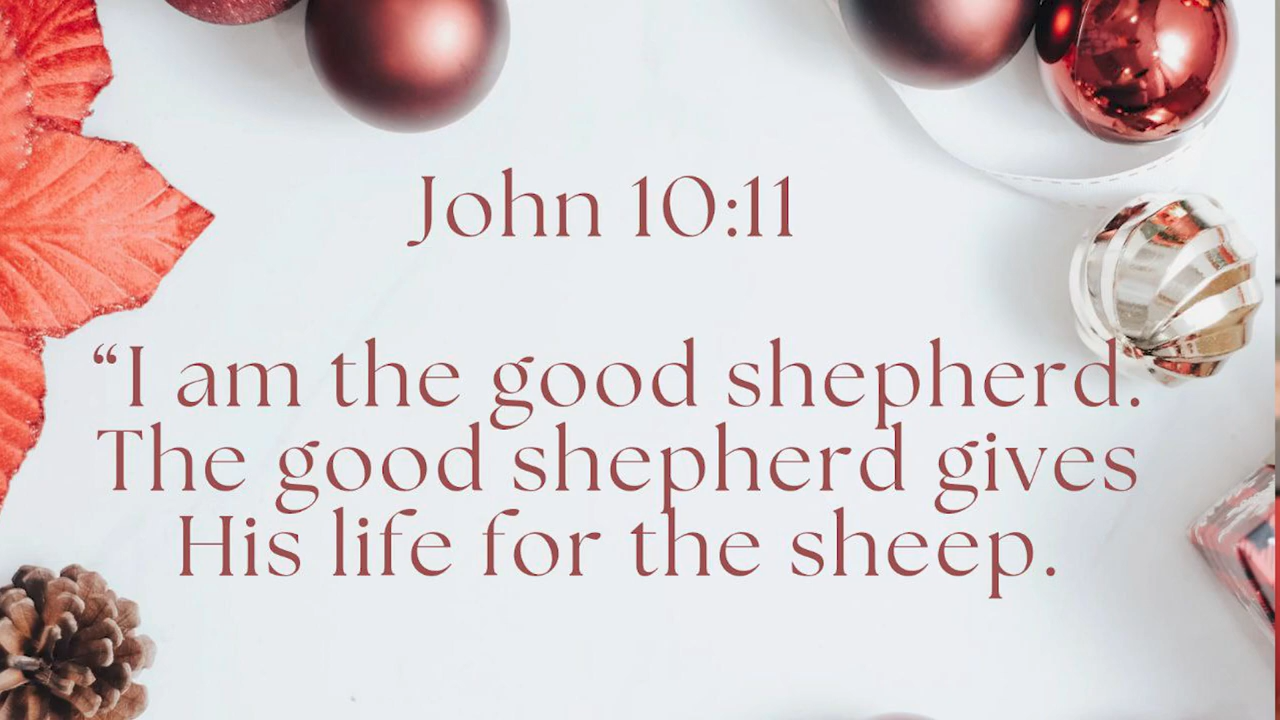 John 10:11
“I am the good shepherd.
The good shepherd gives
His life for the sheep.